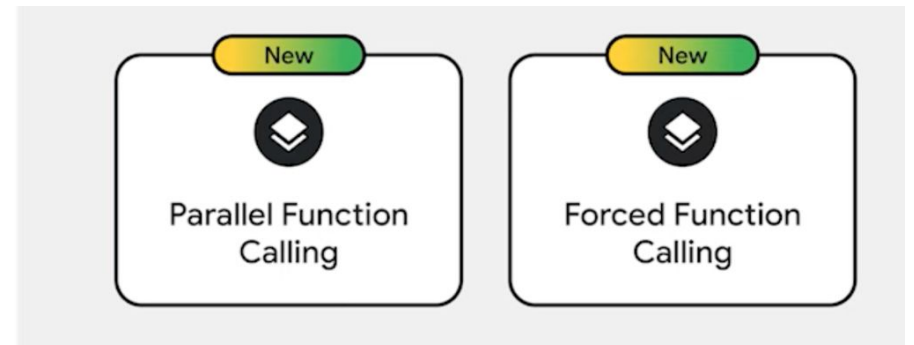 New
Parallel Function
Calling
New
Forced Function
Calling